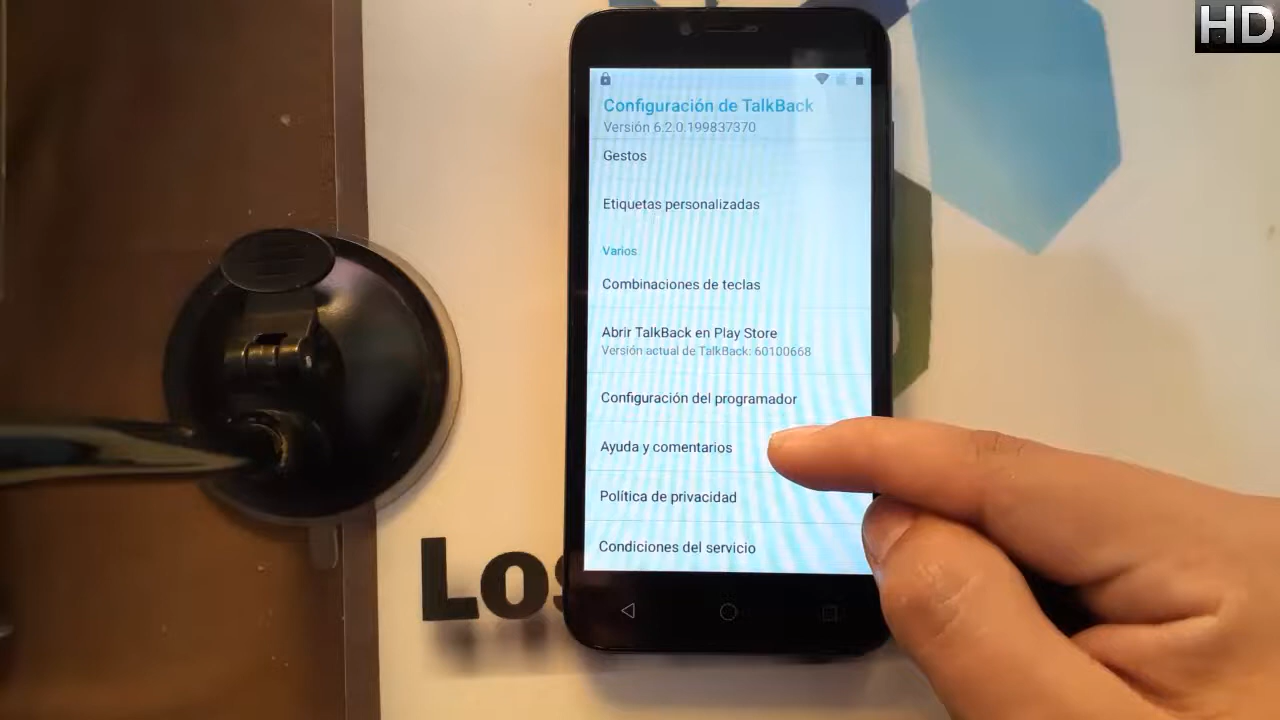 HD
Configuración de TalkBack
Versión 6.2.0.199837370
Gestos
Etiquetas personalizadas
Varios
Combinaciones de teclas
Abrir TalkBack en Play Store
Versión actual de TalkBack: 60100668
Configuración del programador
Ayuda y comentarios
Política de privacidad
Condiciones del servicio
Los